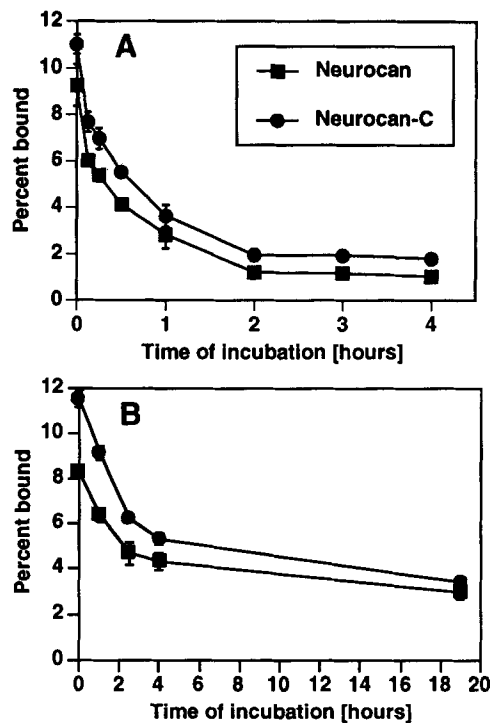 12
A
10
8
6
4
2
0
Percent bound
Neurocan
Neurocan-C
0 1 2 3 4
Time of incubation [hours]
12
B
10
8
6
4
2
0
Percent bound
0 2 4 6 8 10 12 14 16 18 20
Time of incubation [hours]